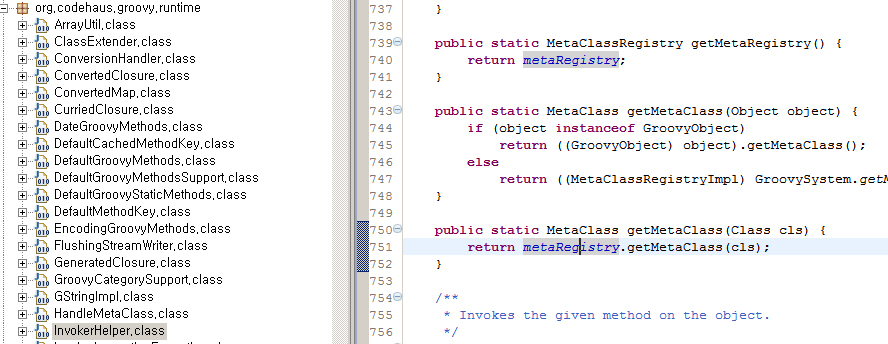 org.codehaus.groovy.runtime
ArrayUtil.class
ClassExtender.class
ConversionHandler.class
ConvertedClosure.class
ConvertedMap.class
CurriedClosure.class
DateGroovyMethods.class
DefaultCachedMethodKey.class
DefaultGroovyMethods.class
DefaultGroovyMethodsSupport.class
DefaultGroovyStaticMethods.class
DefaultMethodKey.class
EncodingGroovyMethods.class
FlushingStreamWriter.class
GeneratedClosure.class
GroovyCategorySupport.class
GStringImpl.class
HandleMetaClass.class
InvokerHelper.class
737 }
738
739 public static MetaClassRegistry getMetaRegistry() {
740 return metaRegistry;
741 }
742
743 public static MetaClass getMetaClass(Object object) {
744 if (object instanceof GroovyObject)
745 return ((GroovyObject) object).getMetaClass();
746 else
747 return ((MetaClassRegistryImpl) GroovySystem.getM
748 }
749
750 public static MetaClass getMetaClass(Class cls) {
751 return metaRegistry.getMetaClass(cls);
752 }
753
754 /**
755 * Invokes the given method on the object.
756 */